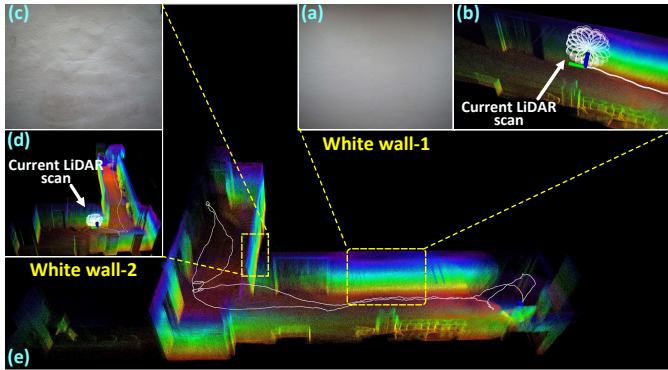 (c)
(a)
(b)
Current LiDAR
scan
White wall-1
(d)
Current LiDAR
scan
White wall-2
(e)